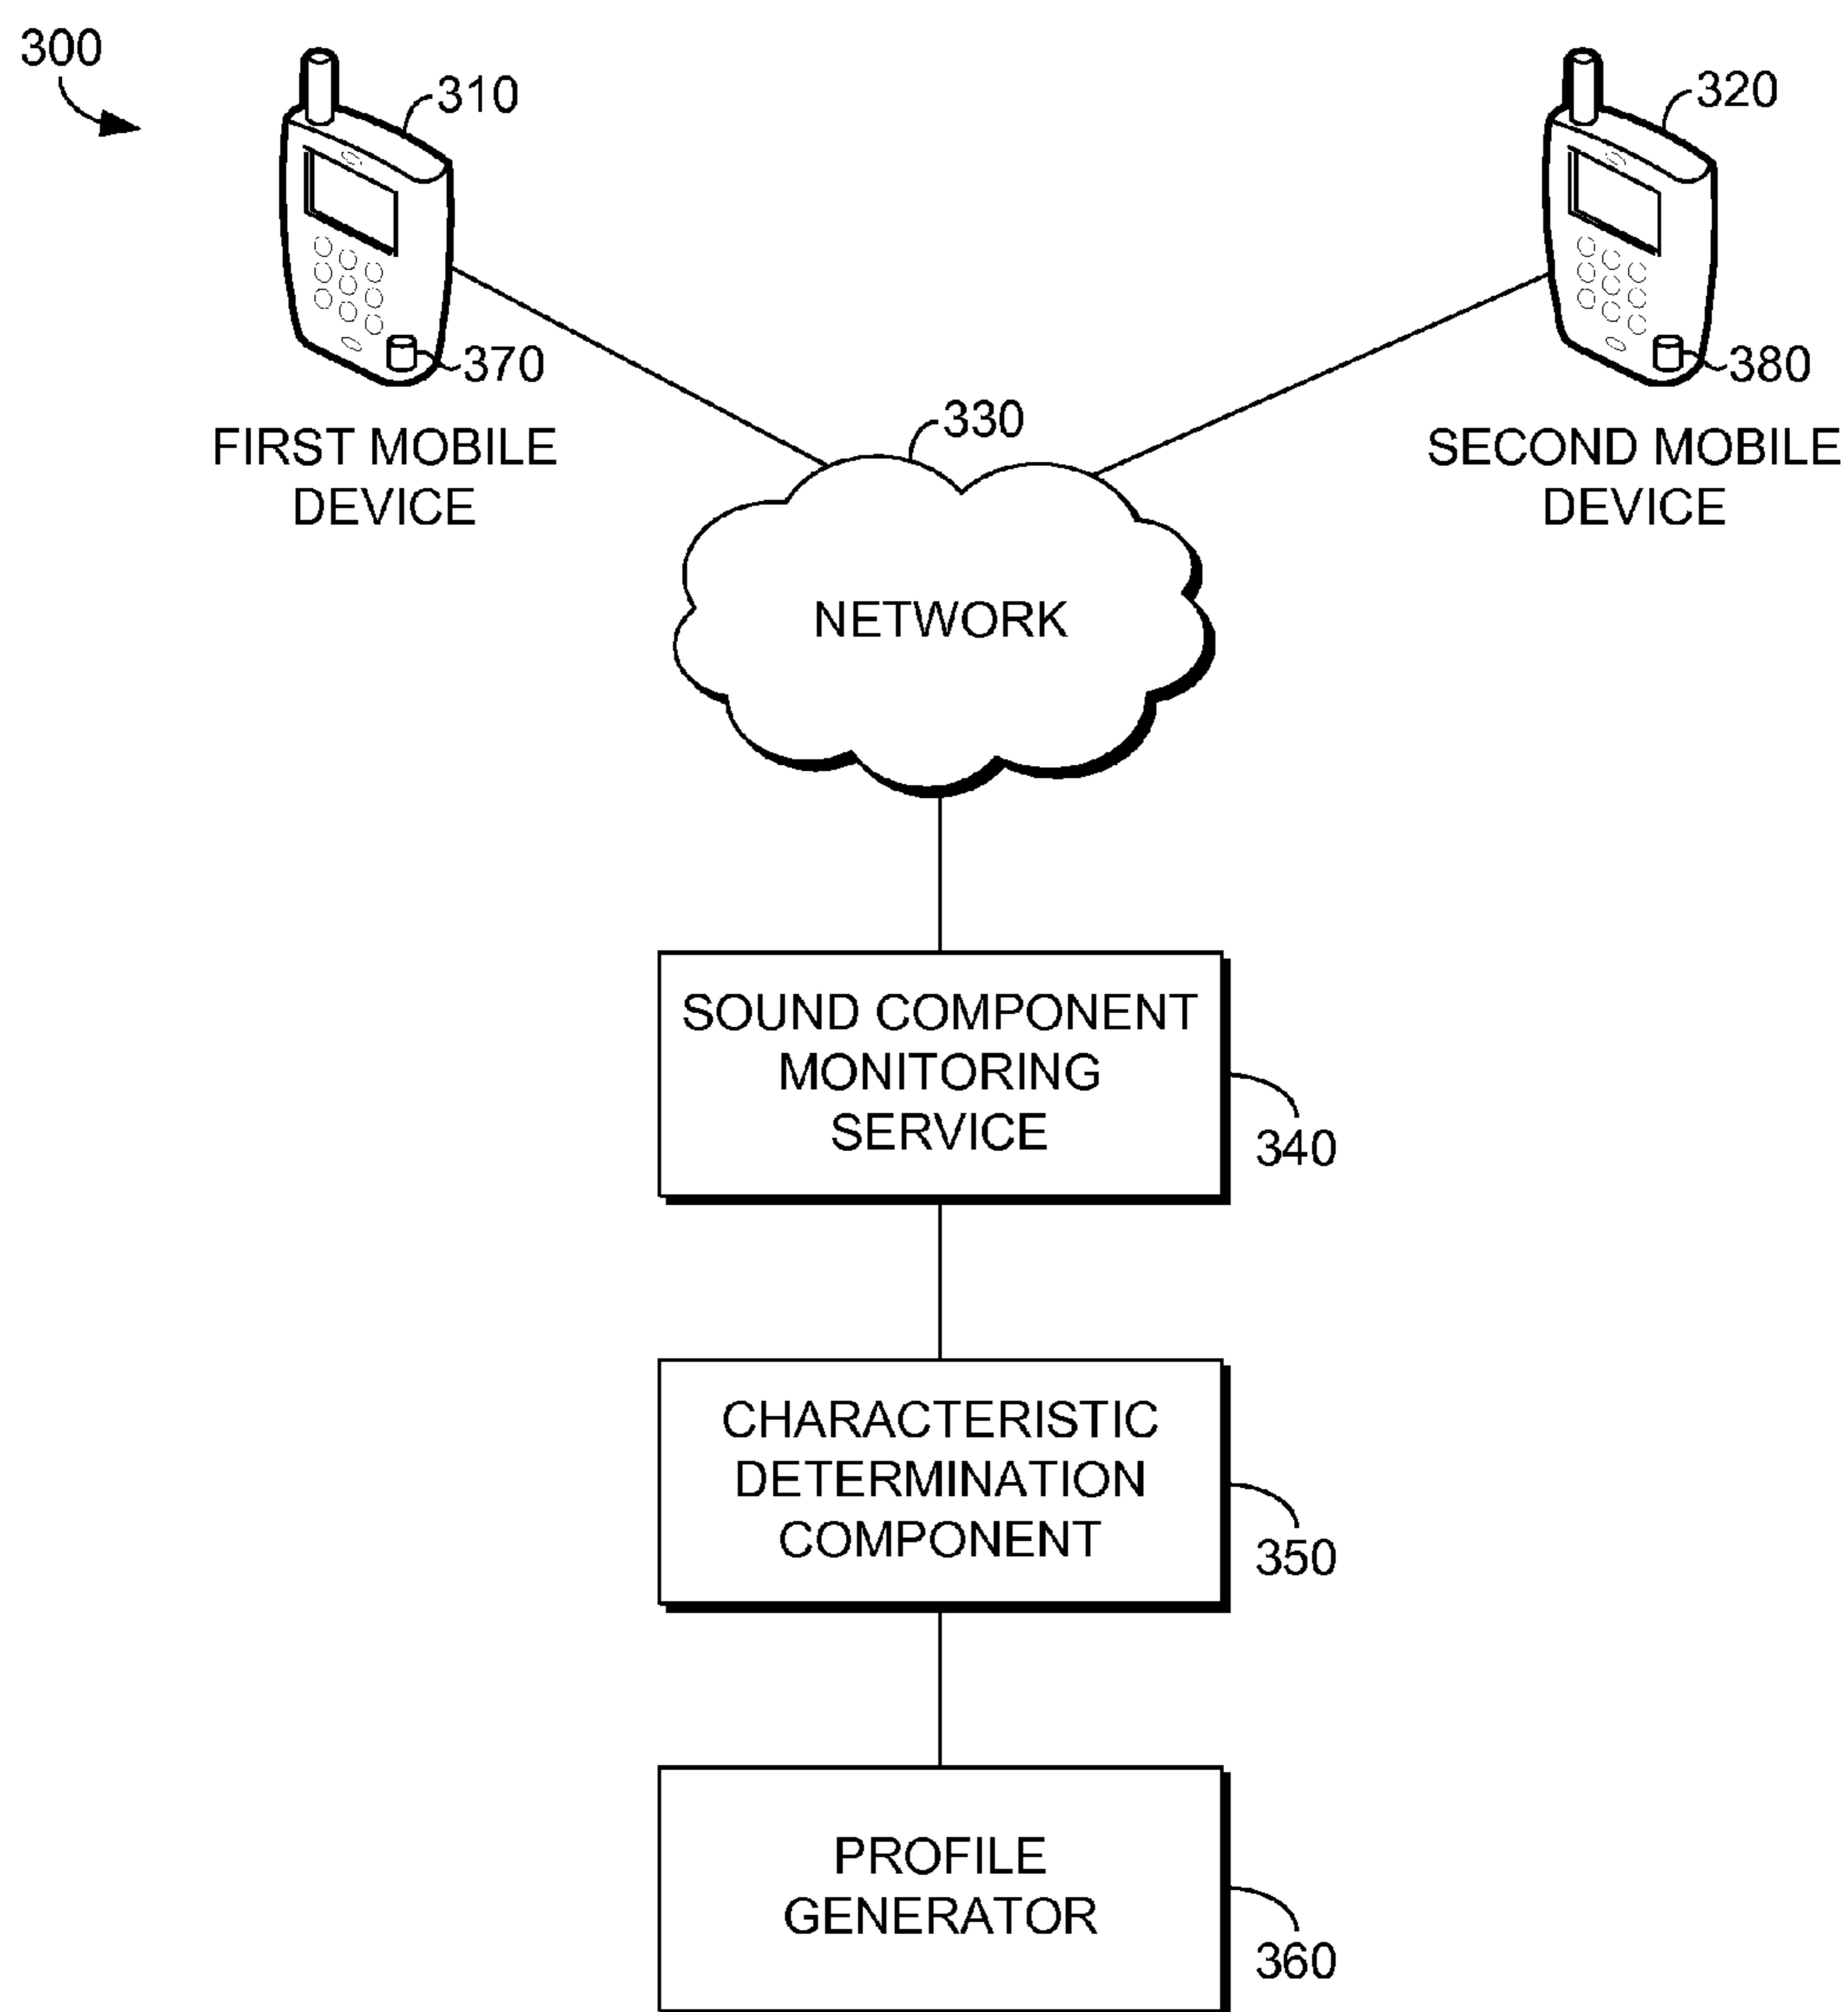 300
310
320
370
380
FIRST MOBILE
DEVICE
330
SECOND MOBILE
DEVICE
NETWORK
SOUND COMPONENT
MONITORING
SERVICE
340
CHARACTERISTIC
DETERMINATION
COMPONENT
350
PROFILE
GENERATOR
360